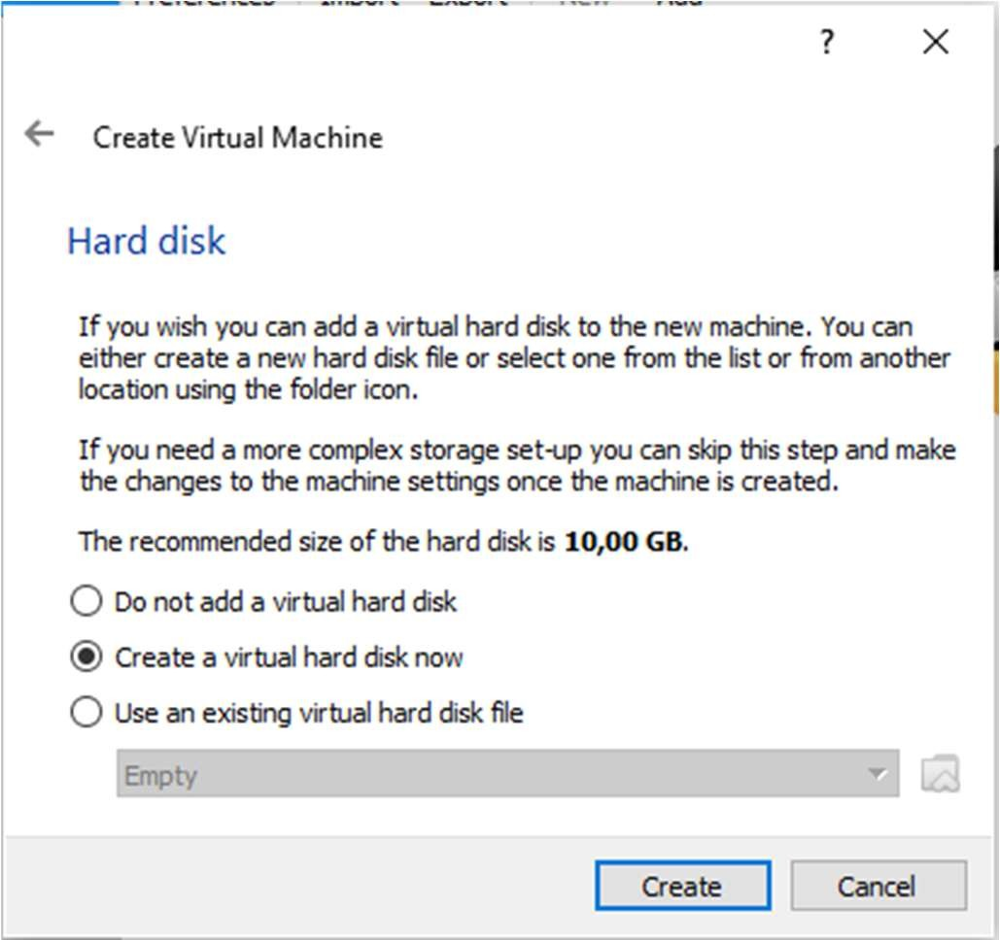 Preferences Import Export New Add
?
Create Virtual Machine
Hard disk
If you wish you can add a virtual hard disk to the new machine. You can
either create a new hard disk file or select one from the list or from another
location using the folder icon.
If you need a more complex storage set-up you can skip this step and make
the changes to the machine settings once the machine is created.
The recommended size of the hard disk is 10,00 GB.
Do not add a virtual hard disk
Create a virtual hard disk now
Use an existing virtual hard disk file
Empty
Create Cancel